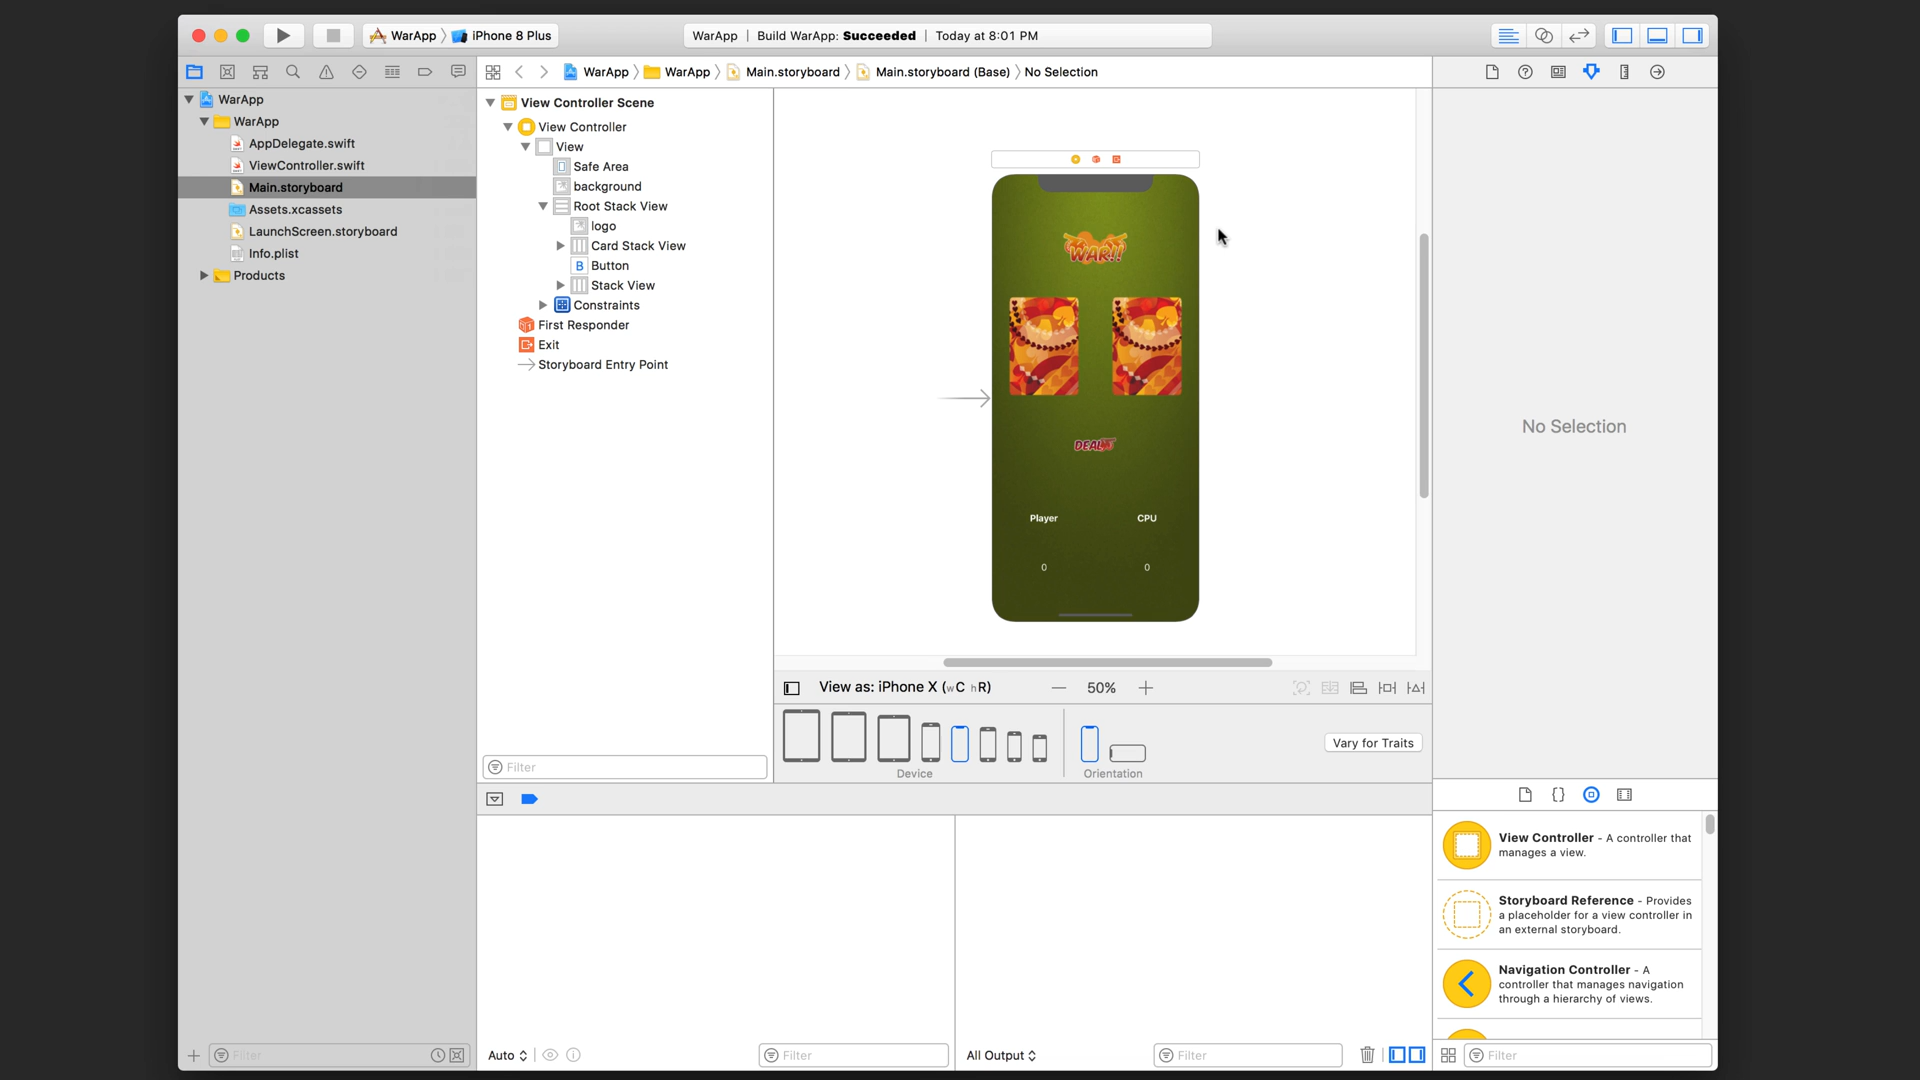 WarApp iPhone 8 Plus
WarApp | Build WarApp: Succeeded | Today at 8:01 PM
WarApp WarApp Main.storyboard Main.storyboard (Base) No Selection
WarApp
WarApp
AppDelegate.swift
ViewController.swift
Main.storyboard
Assets.xcassets
LaunchScreen.storyboard
Info.plist
Products
Filter
View Controller Scene
View Controller
View
Safe Area
background
Root Stack View
logo
Card Stack View
B Button
Stack View
Constraints
First Responder
Exit
Storyboard Entry Point
Filter
WAR!!
DEAL
Player CPU
0 0
View as: iPhone X (wC hR)
50%
Device
Orientation
Vary for Traits
Auto
Filter
All Output
Filter
No Selection
View Controller - A controller that
manages a view.
Storyboard Reference - Provides
a placeholder for a view controller in
an external storyboard.
Navigation Controller - A
controller that manages navigation
through a hierarchy of views.
Filter